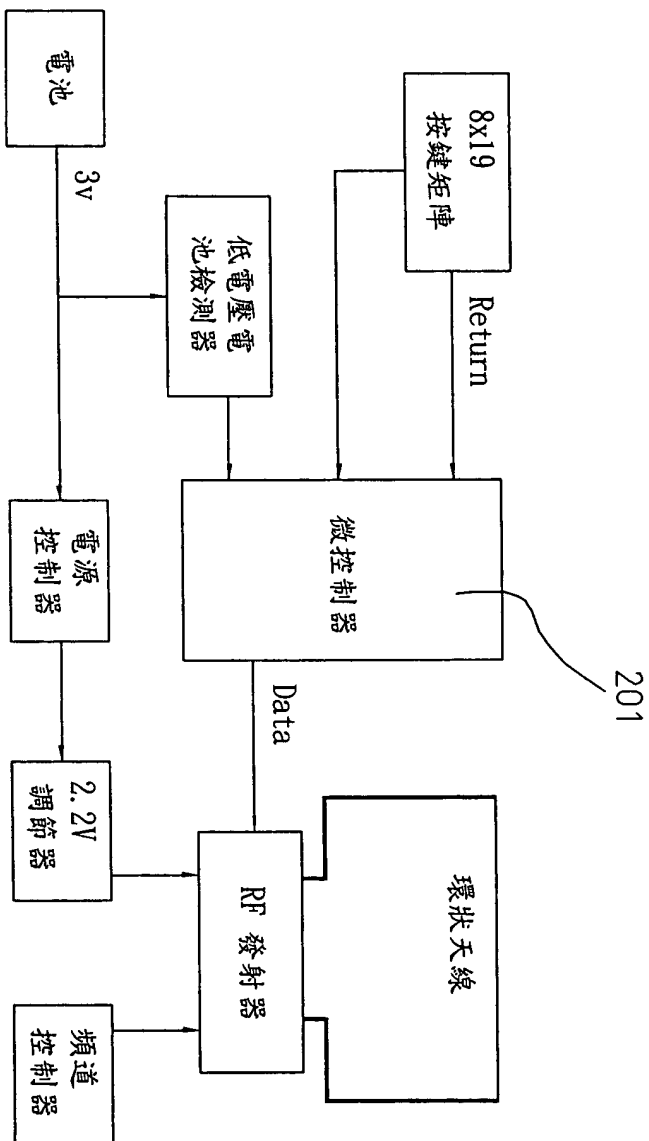 8x19
按鍵矩陣
Return
201
微控制器
環狀天線
低電壓電
池檢測器
Data
RF 發射器
電池
3v
電源
控制器
2.2V
調節器
頻道
控制器